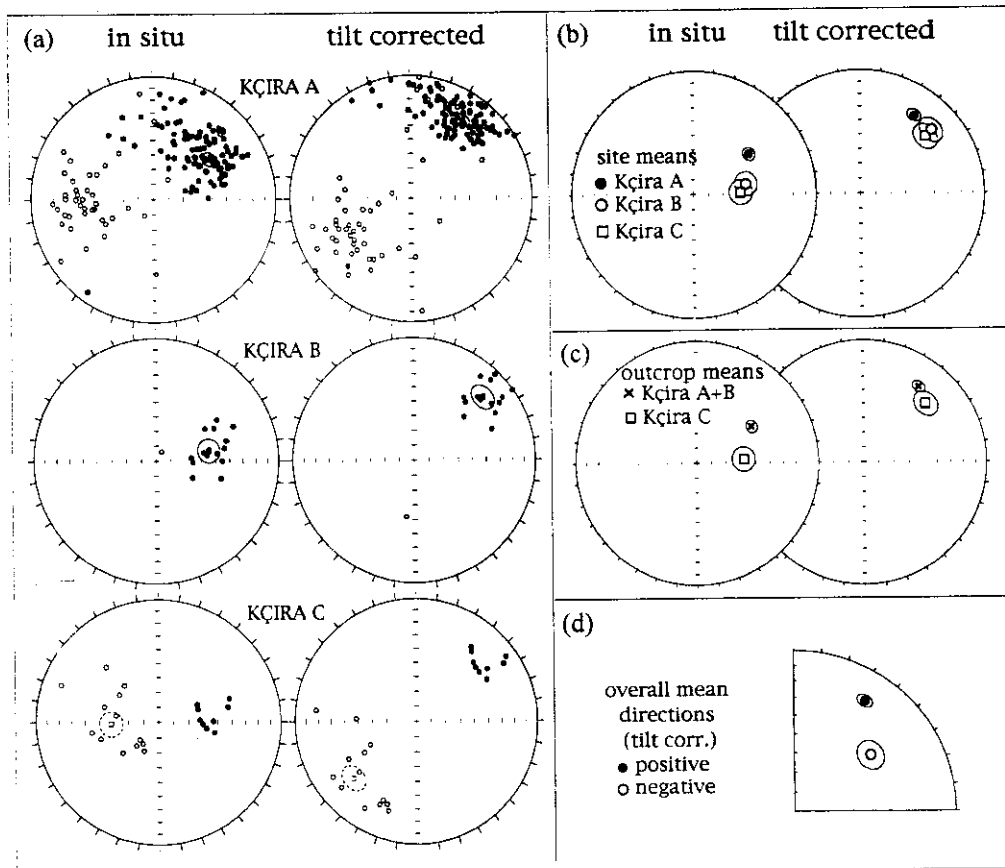 (a) in situ tilt corrected
KÇIRA A
KÇIRA B
KÇIRA C
(b) in situ tilt corrected
site means
Kçira A
Kçira B
Kçira C
(c)
outcrop means
Kçira A+B
Kçira C
(d)
overall mean
directions
(tilt corr.)
positive
negative